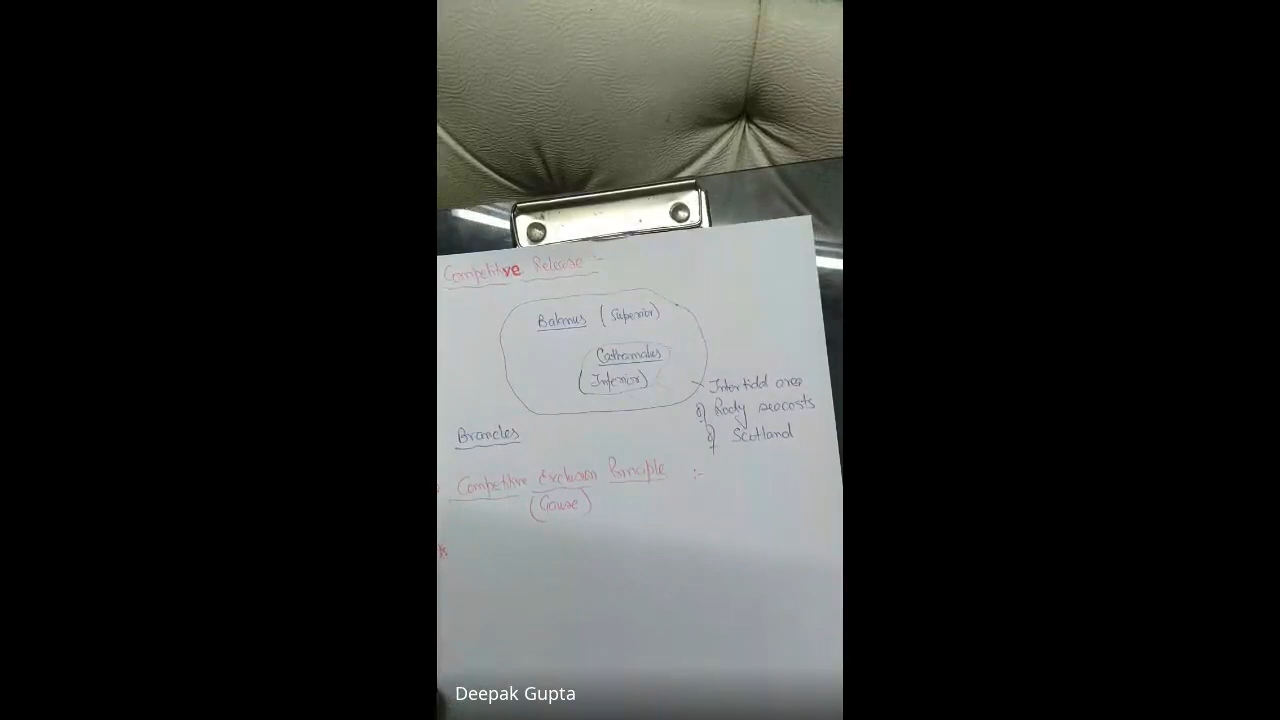 Competitive Release :-
Balanus (Superior)
Cathamalus
(Inferior)
Intertidal area
of Rocky seacosts
of Scotland
Brancles
Competitive Exclusion Principle :-
(Gause)
*
Deepak Gupta